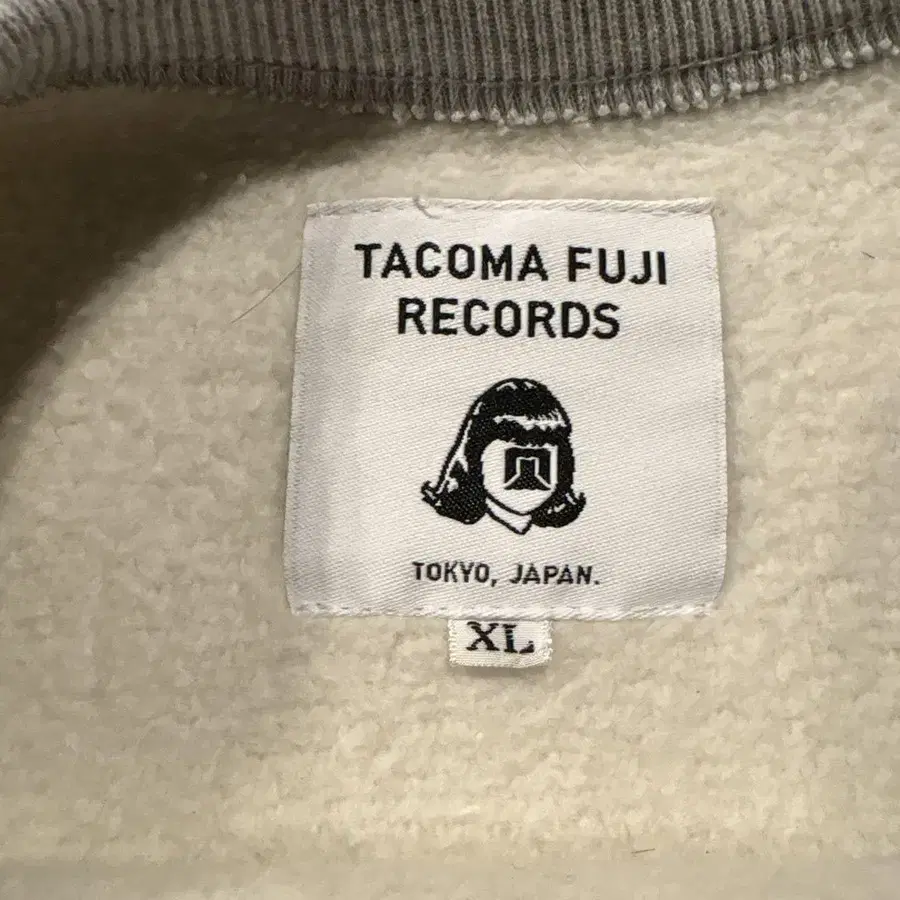 TACOMA FUJI
RECORDS
TOKYO, JAPAN.
XL